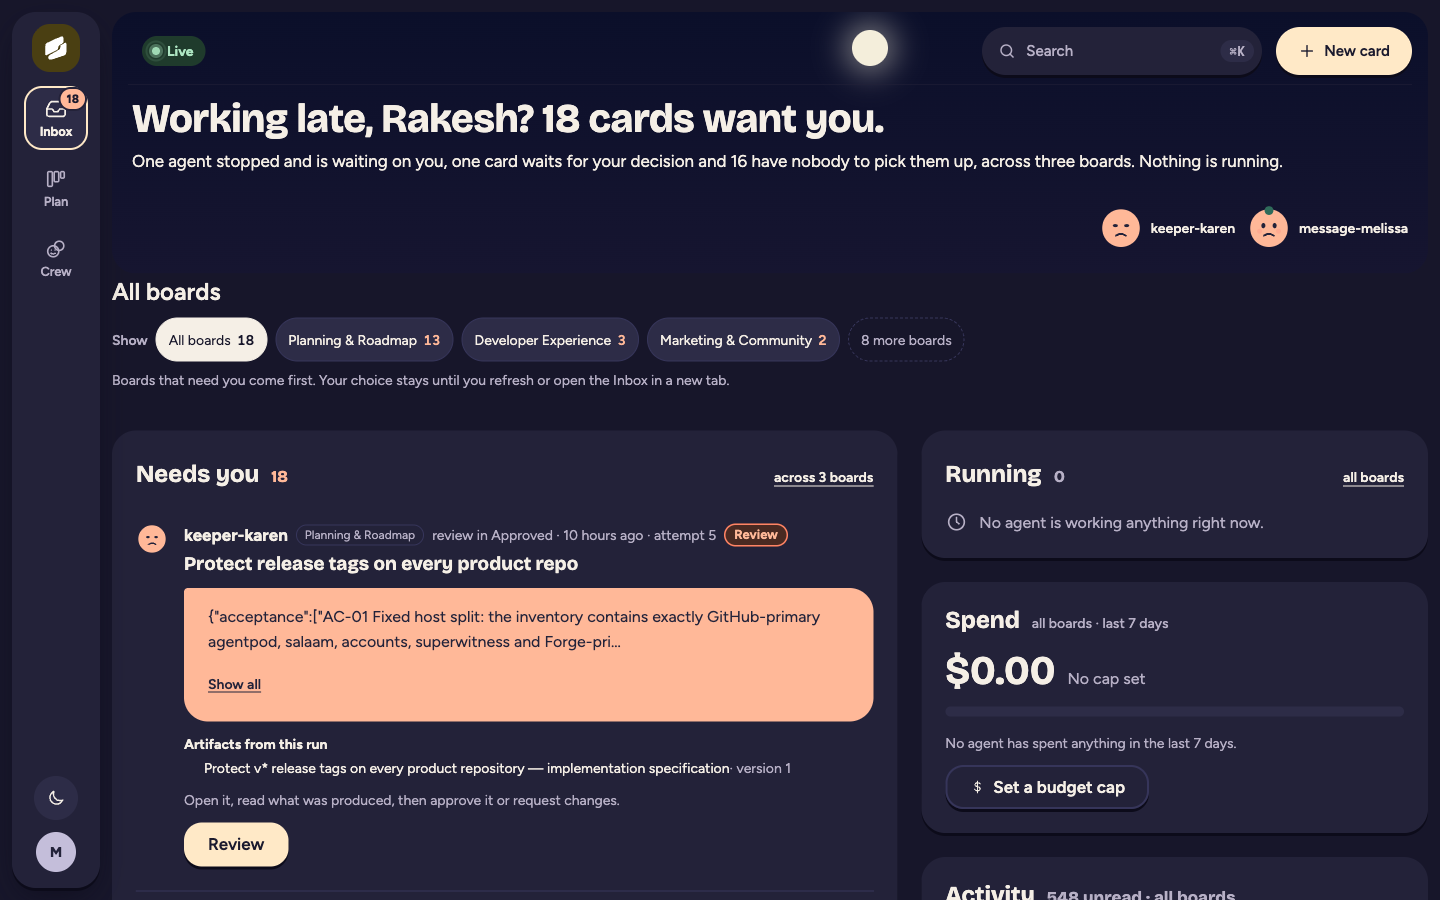 Live
Search
⌘K
New card
18
Inbox
Plan
Crew
M
Working late, Rakesh? 18 cards want you.
One agent stopped and is waiting on you, one card waits for your decision and 16 have nobody to pick them up, across three boards. Nothing is running.
keeper-karen
message-melissa
All boards
Show
All boards 18
Planning & Roadmap 13
Developer Experience 3
Marketing & Community 2
8 more boards
Boards that need you come first. Your choice stays until you refresh or open the Inbox in a new tab.
Needs you 18
across 3 boards
keeper-karen Planning & Roadmap review in Approved · 10 hours ago · attempt 5 Review
Protect release tags on every product repo
{"acceptance":["AC-01 Fixed host split: the inventory contains exactly GitHub-primary
agentpod, salaam, accounts, superwitness and Forge-pri...
Show all
Artifacts from this run
Protect v* release tags on every product repository — implementation specification· version 1
Open it, read what was produced, then approve it or request changes.
Review
Running 0
all boards
No agent is working anything right now.
Spend all boards · last 7 days
$0.00 No cap set
No agent has spent anything in the last 7 days.
$ Set a budget cap
Activity 548 unread · all boards